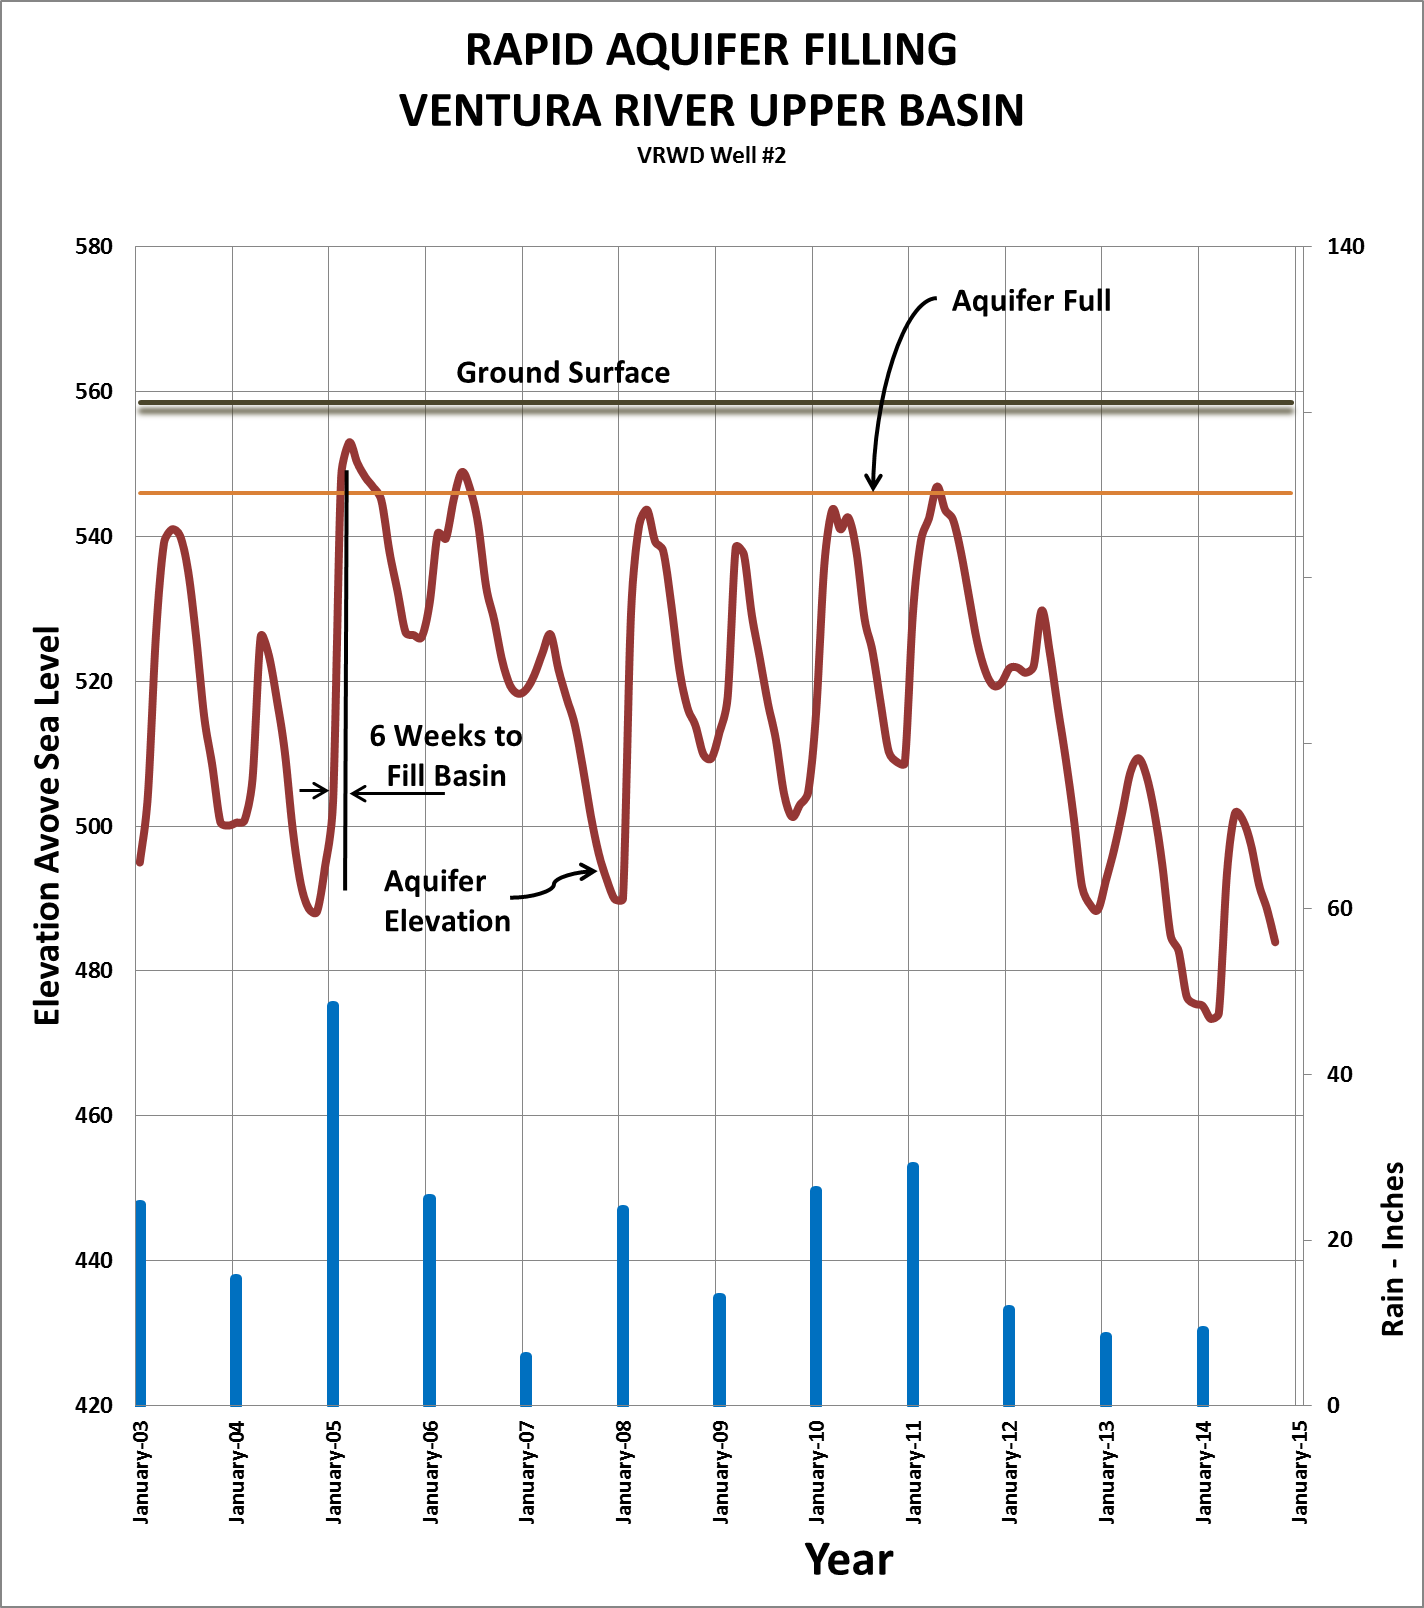 RAPID AQUIFER FILLING
VENTURA RIVER UPPER BASIN
VRWD Well #2
580
560
540
520
500
480
460
440
420
Elevation Avove Sea Level
140
60
40
20
0
Rain - Inches
Aquifer Full
Ground Surface
6 Weeks to
Fill Basin
Aquifer
Elevation
January-03
January-04
January-05
January-06
January-07
January-08
January-09
January-10
January-11
January-12
January-13
January-14
January-15
Year